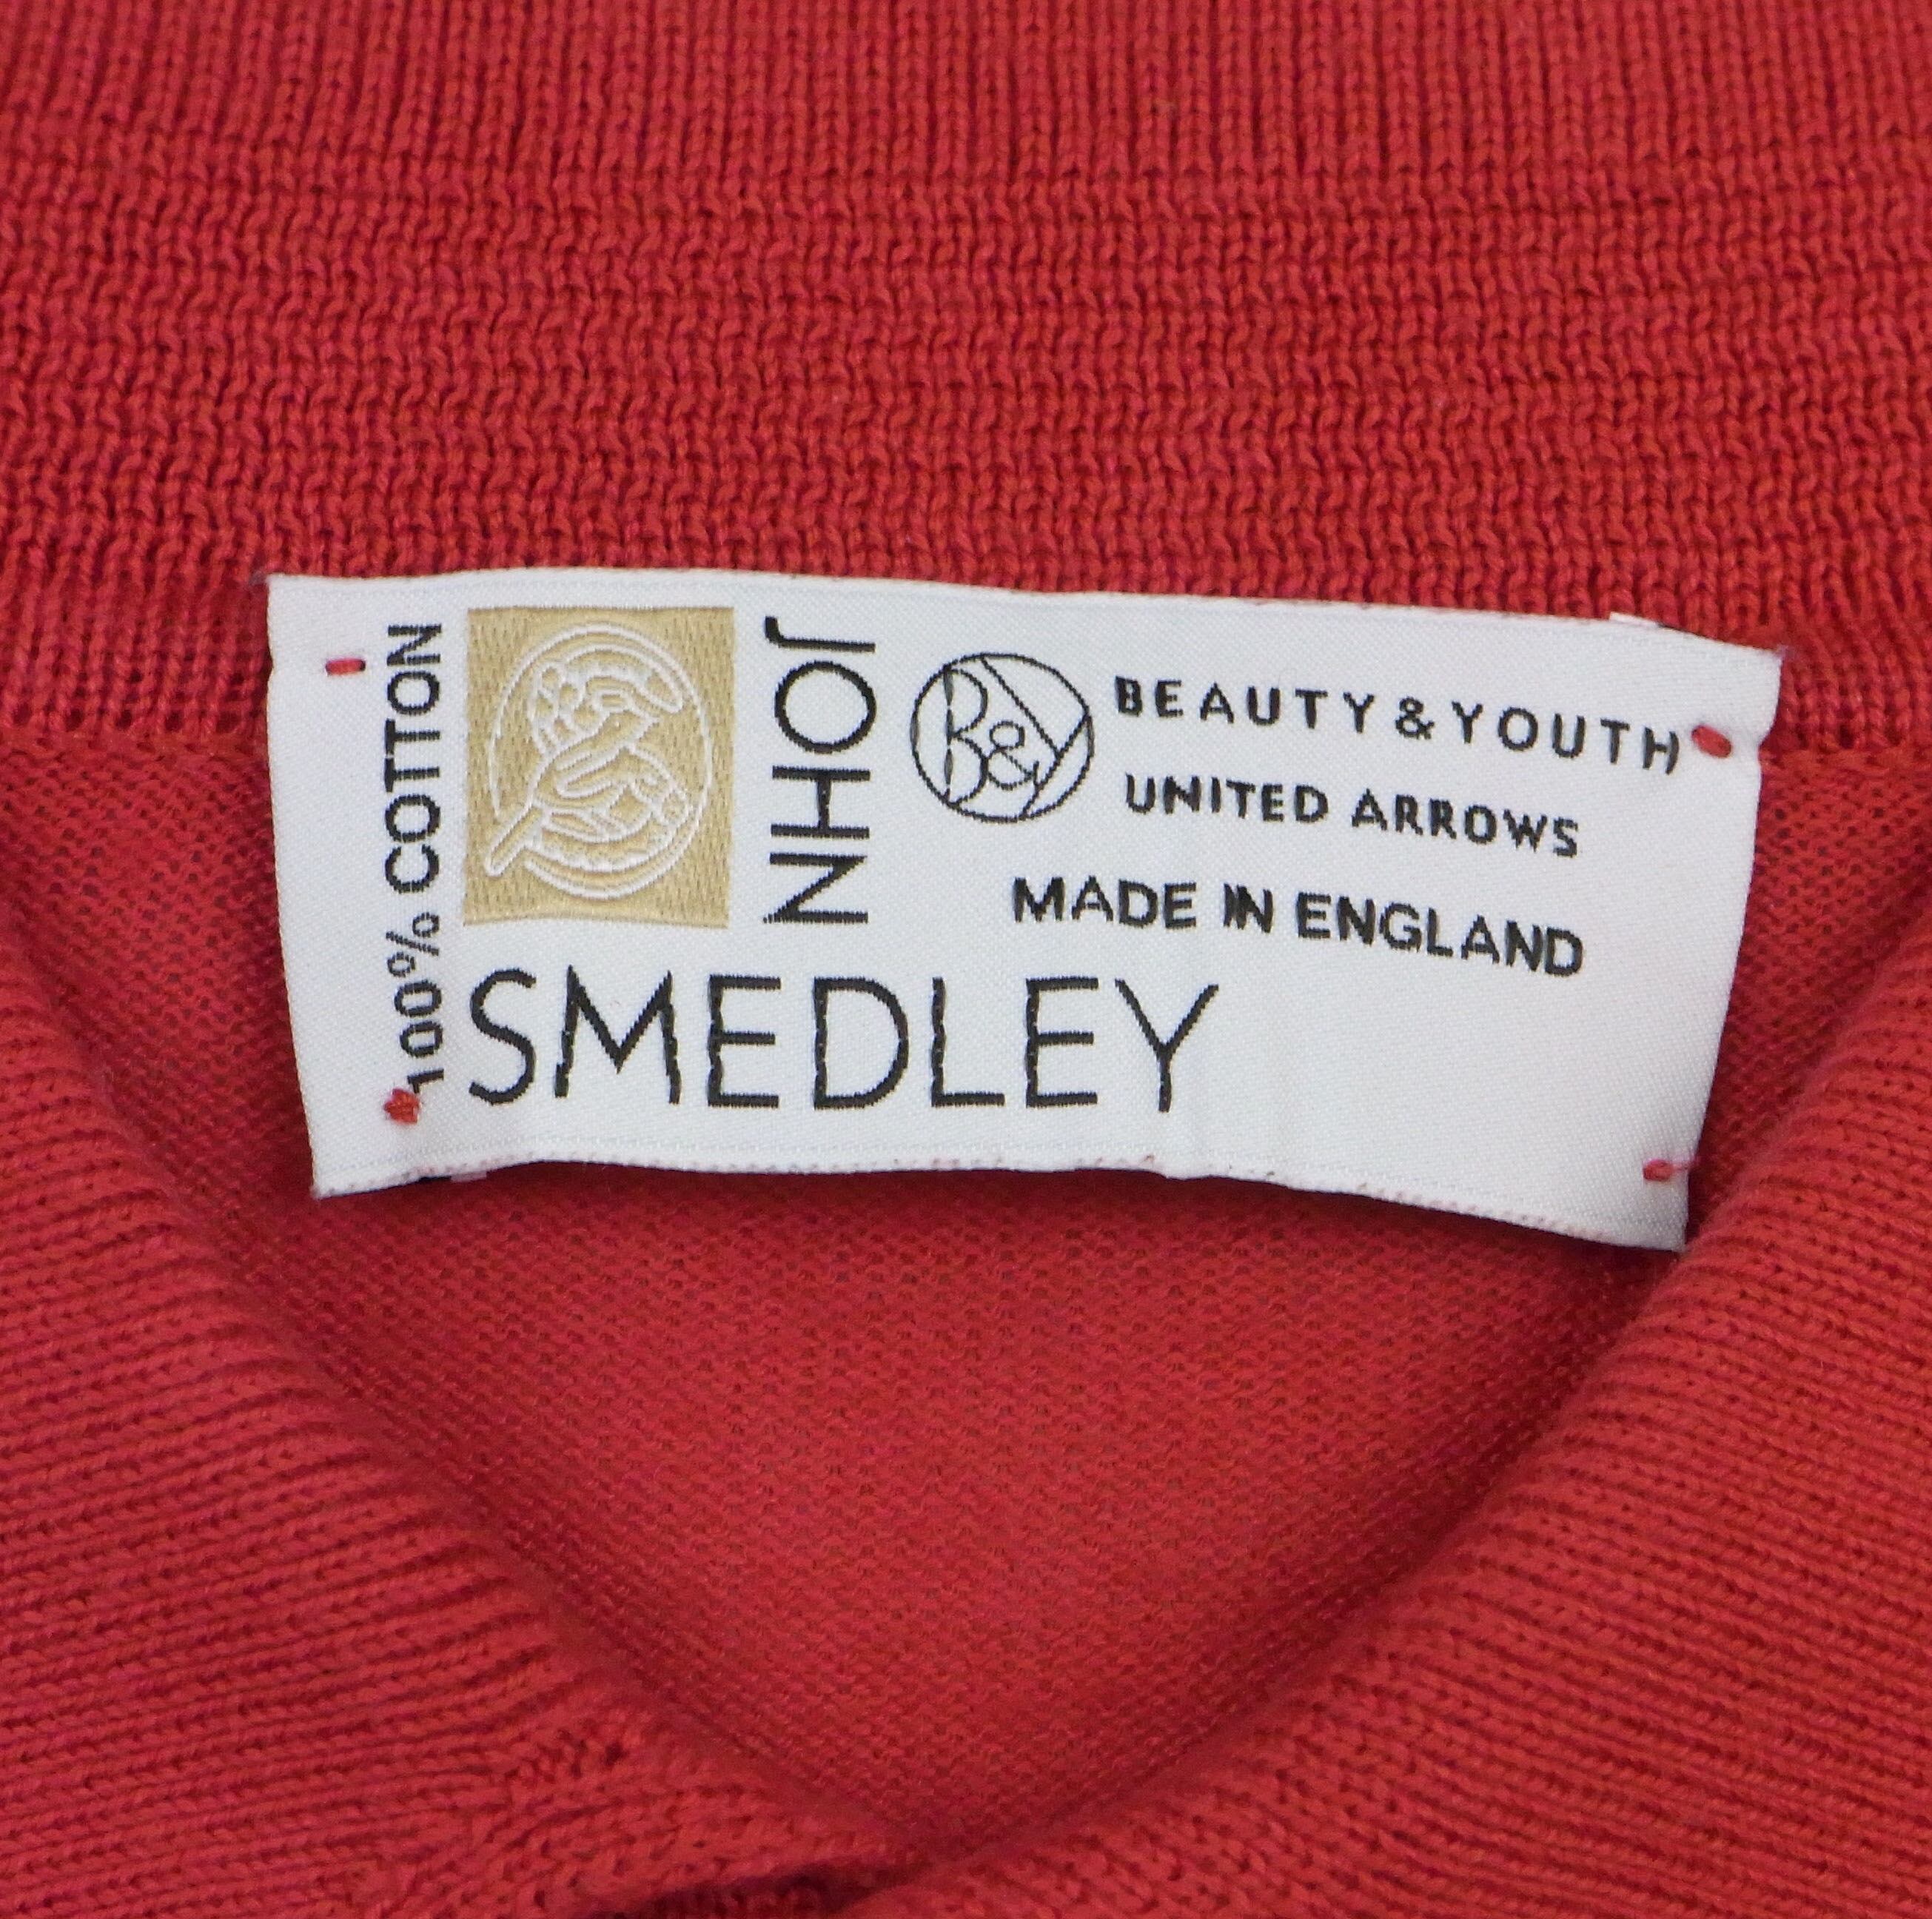 100% COTTON
JOHN
SMEDLEY
B&Y
BEAUTY&YOUTH
UNITED ARROWS
MADE IN ENGLAND